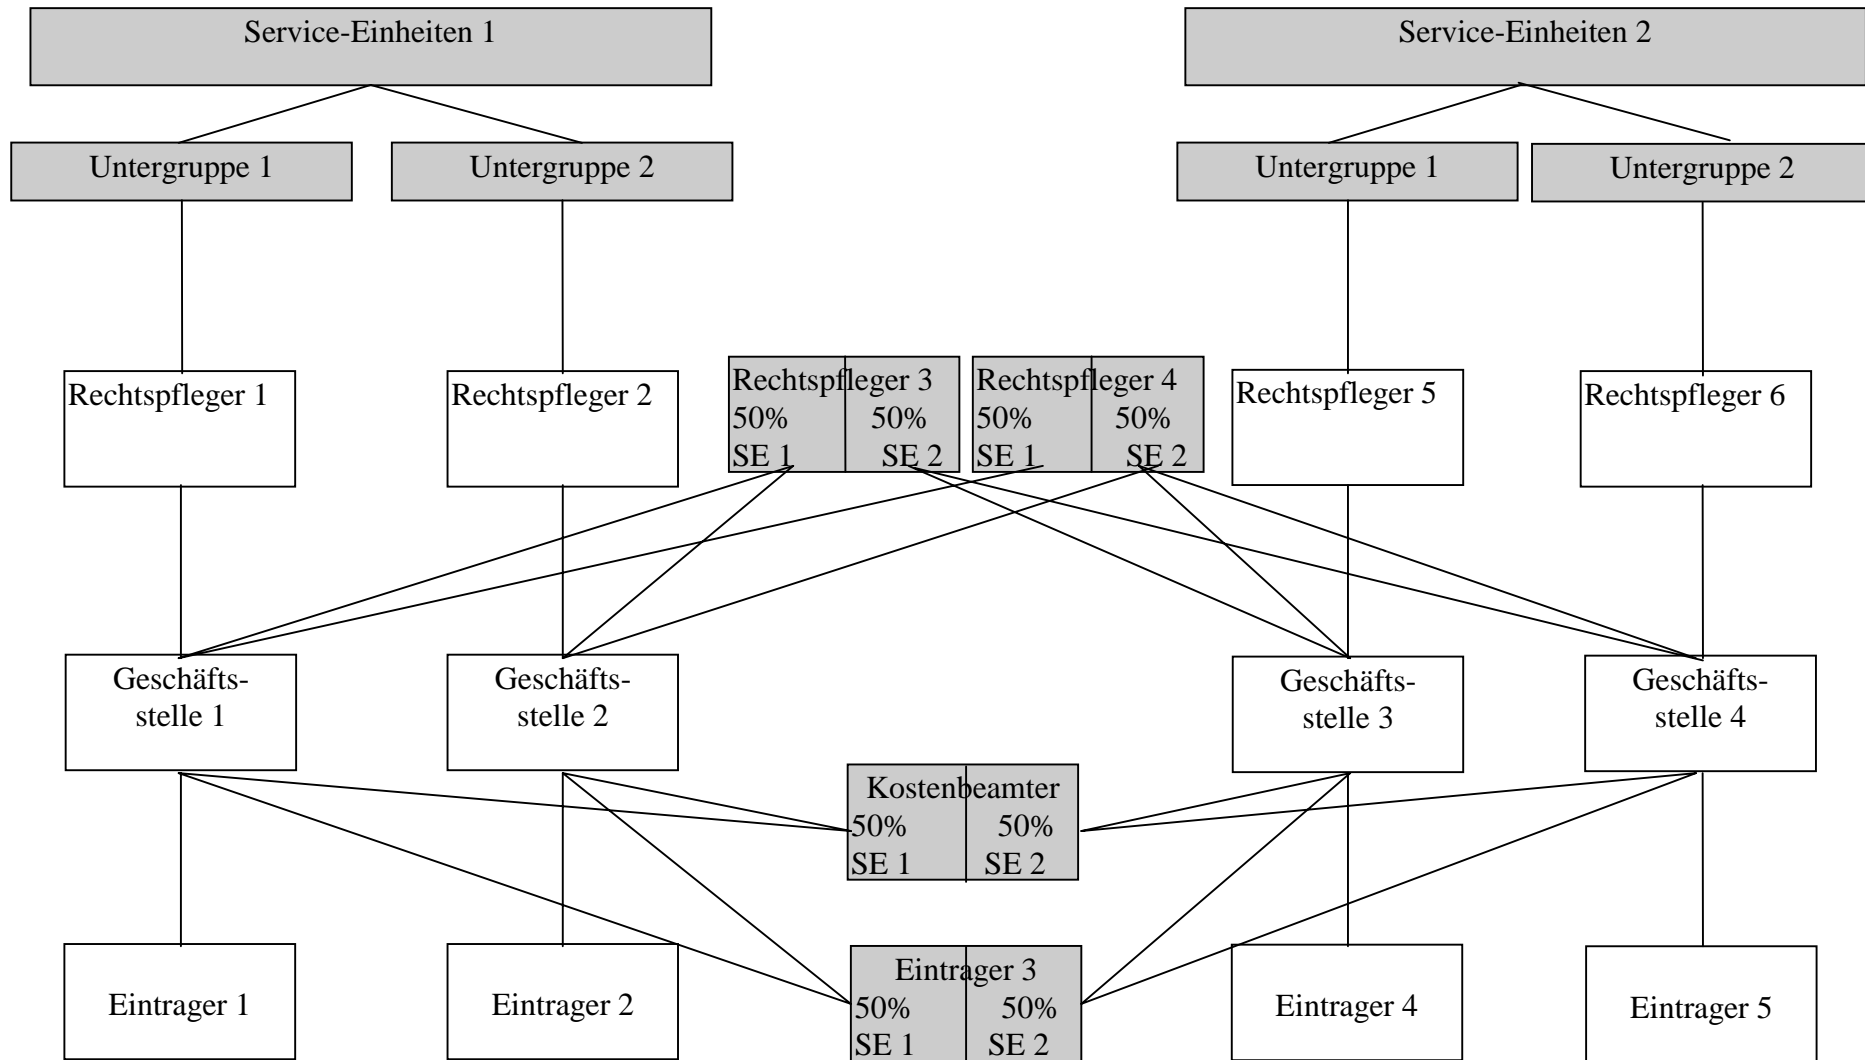 Service-Einheiten 1
Service-Einheiten 2
Untergruppe 1
Untergruppe 2
Untergruppe 1
Untergruppe 2
Rechtspfleger 1
Rechtspfleger 2
Rechtspfleger 3
50% 50%
SE 1 SE 2
Rechtspfleger 4
50% 50%
SE 1 SE 2
Rechtspfleger 5
Rechtspfleger 6
Geschäfts-
stelle 1
Geschäfts-
stelle 2
Geschäfts-
stelle 3
Geschäfts-
stelle 4
Kostenbeamter
50% 50%
SE 1 SE 2
Eintrager 1
Eintrager 2
Eintrager 3
50% 50%
SE 1 SE 2
Eintrager 4
Eintrager 5